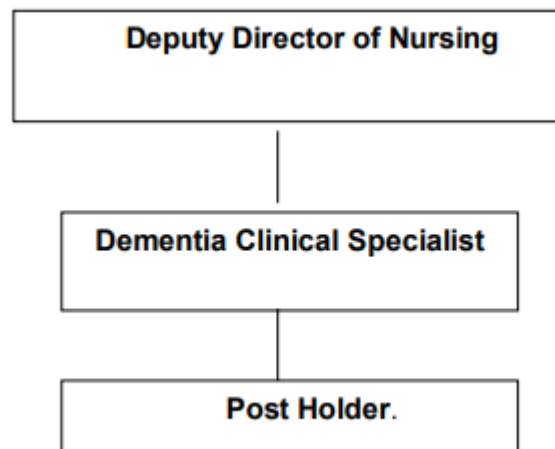 Deputy Director of Nursing
Dementia Clinical Specialist
Post Holder.